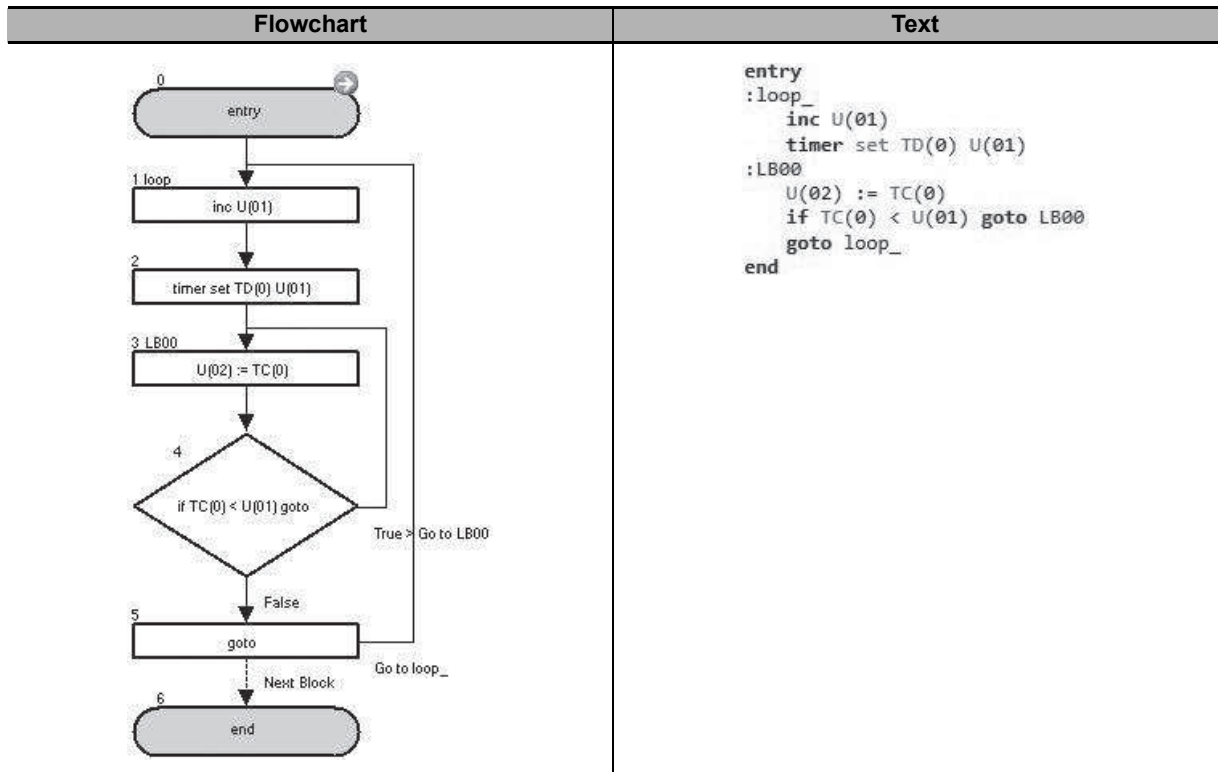 Flowchart
Text
0
entry
1 loop
inc U(01)
2
timer set TD(0) U(01)
3 LB00
U(02) := TC(0)
4
if TC(0) < U(01) goto
True > Go to LB00
False
5
goto
Go to loop_
Next Block
6
end
entry
:loop_
inc U(01)
timer set TD(0) U(01)
:LB00
U(02) := TC(0)
if TC(0) < U(01) goto LB00
goto loop_
end